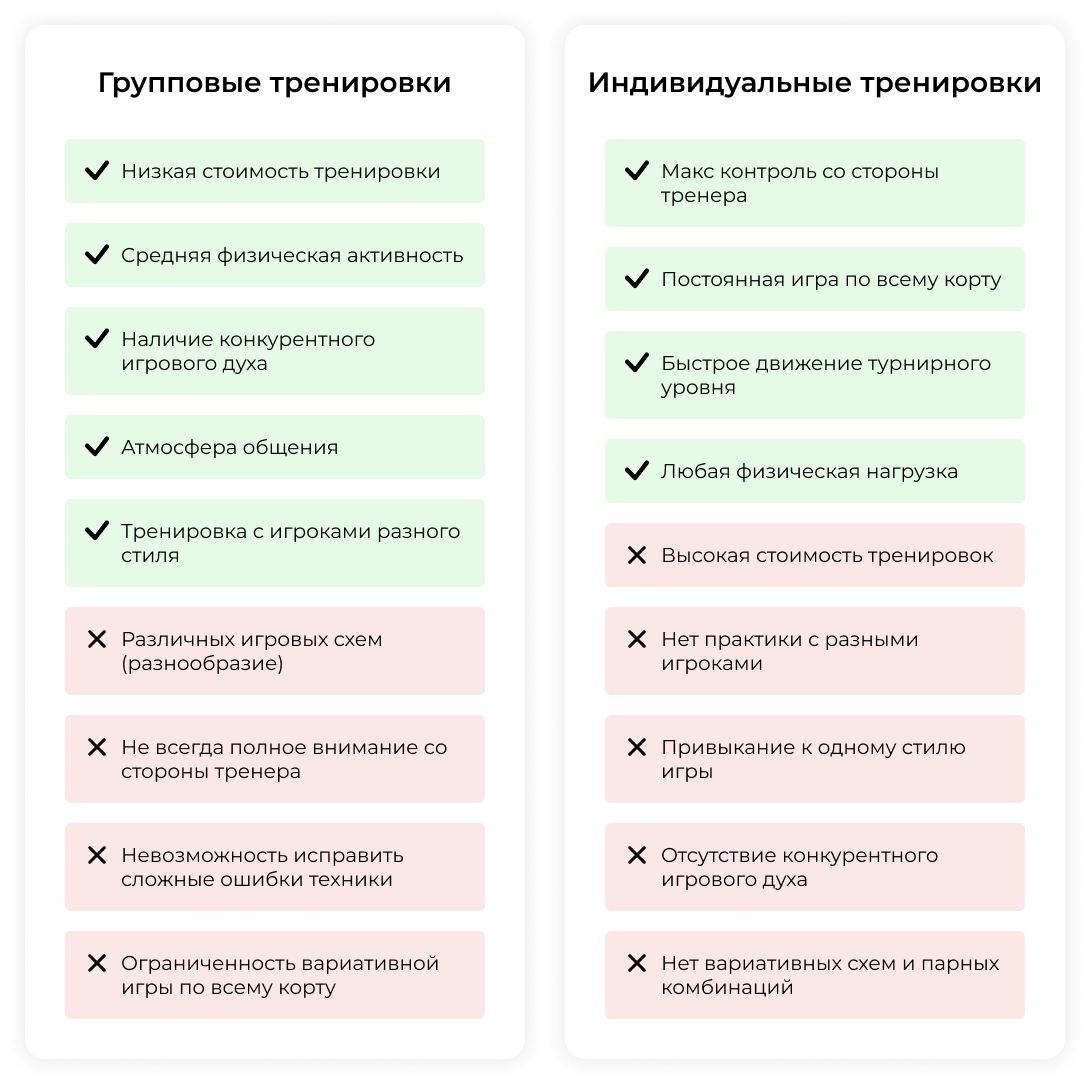 Групповые тренировки
Низкая стоимость тренировки
Средняя физическая активность
Наличие конкурентного
игрового духа
Атмосфера общения
Тренировка с игроками разного
стиля
Различных игровых схем
(разнообразие)
Не всегда полное внимание со
стороны тренера
Невозможность исправить
сложные ошибки техники
Ограниченность вариативной
игры по всему корту
Индивидуальные тренировки
Макс контроль со стороны
тренера
Постоянная игра по всему корту
Быстрое движение турнирного
уровня
Любая физическая нагрузка
Высокая стоимость тренировок
Нет практики с разными
игроками
Привыкание к одному стилю
игры
Отсутствие конкурентного
игрового духа
Нет вариативных схем и парных
комбинаций